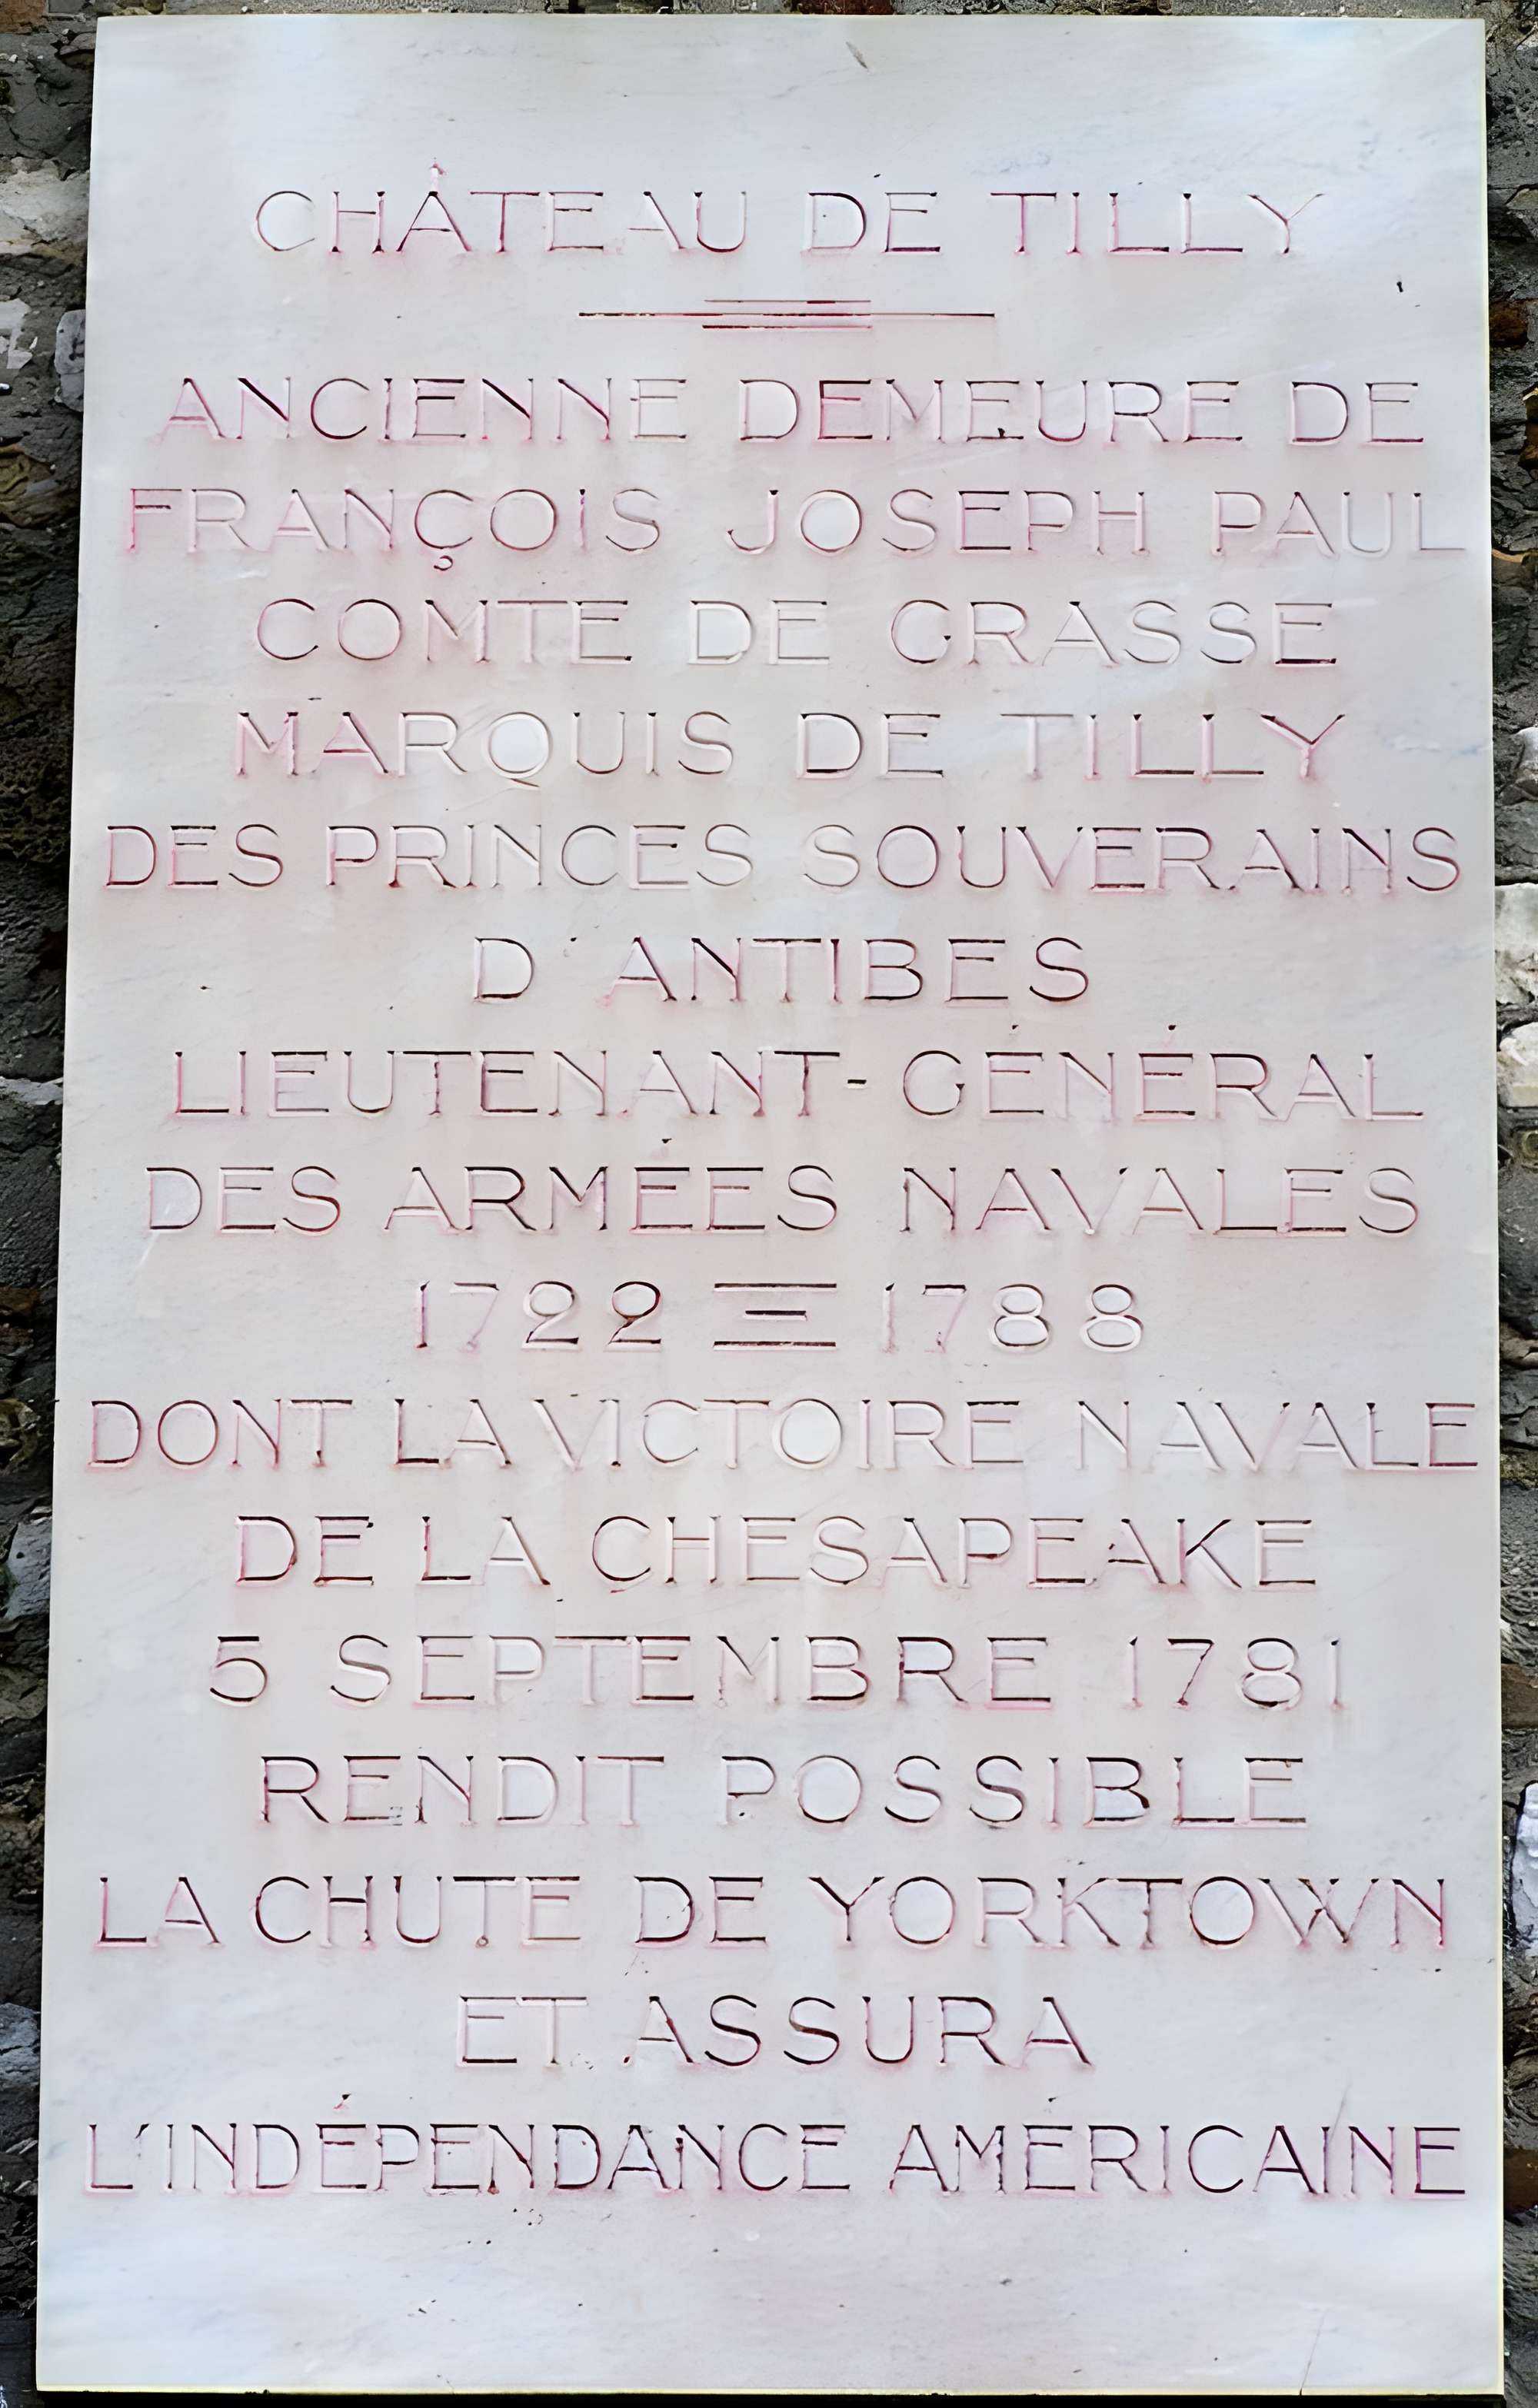 CHÂTEAU DE TILLY
ANCIENNE DEMEURE DE
FRANÇOIS JOSEPH PAUL
COMTE DE GRASSE
MARQUIS DE TILLY
DES PRINCES SOUVERAINS
D'ANTIBES
LIEUTENANT-GÉNÉRAL
DES ARMÉES NAVALES
1722 - 1788
DONT LA VICTOIRE NAVALE
DE LA CHESAPEAKE
5 SEPTEMBRE 1781
RENDIT POSSIBLE
LA CHUTE DE YORKTOWN
ET ASSURA
L'INDÉPENDANCE AMÉRICAINE